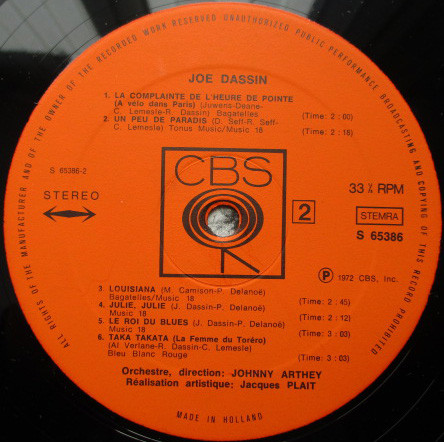 ALL RIGHTS OF THE MANUFACTURER AND OF THE OWNER OF THE RECORDED WORK RESERVED UNAUTHORIZED PUBLIC PERFORMANCE BROADCASTING AND COPYING OF THIS RECORD PROHIBITED
JOE DASSIN
1. LA COMPLAINTE DE L'HEURE DE POINTE
(A vélo dans Paris) (Juwens-Deane-
C. Lemesle-R. Dassin) Bagatelles (Time: 2 : 00)
2. UN PEU DE PARADIS (D. Seff-R. Seff-
C. Lemesle) Tonus Music/Music 18 (Time: 2 : 18)
S 65386-2
STEREO
CBS
2
33 ⅓ RPM
STEMRA
S 65386
℗ 1972 CBS, Inc.
3. LOUISIANA (M. Camison-P. Delanoë)
Bagatelles/Music 18 (Time: 2 : 45)
4. JULIE, JULIE (J. Dassin-P. Delanoë)
Music 18 (Time: 2 : 12)
5. LE ROI DU BLUES (J. Dassin-P. Delanoë)
Music 18 (Time: 3 : 03)
6. TAKA TAKATA (La Femme du Toréro)
(Al Verlane-R. Dassin-C. Lemesle)
Bleu Blanc Rouge (Time: 3 : 03)
Orchestre, direction: JOHNNY ARTHEY
Réalisation artistique: Jacques PLAIT
MADE IN HOLLAND